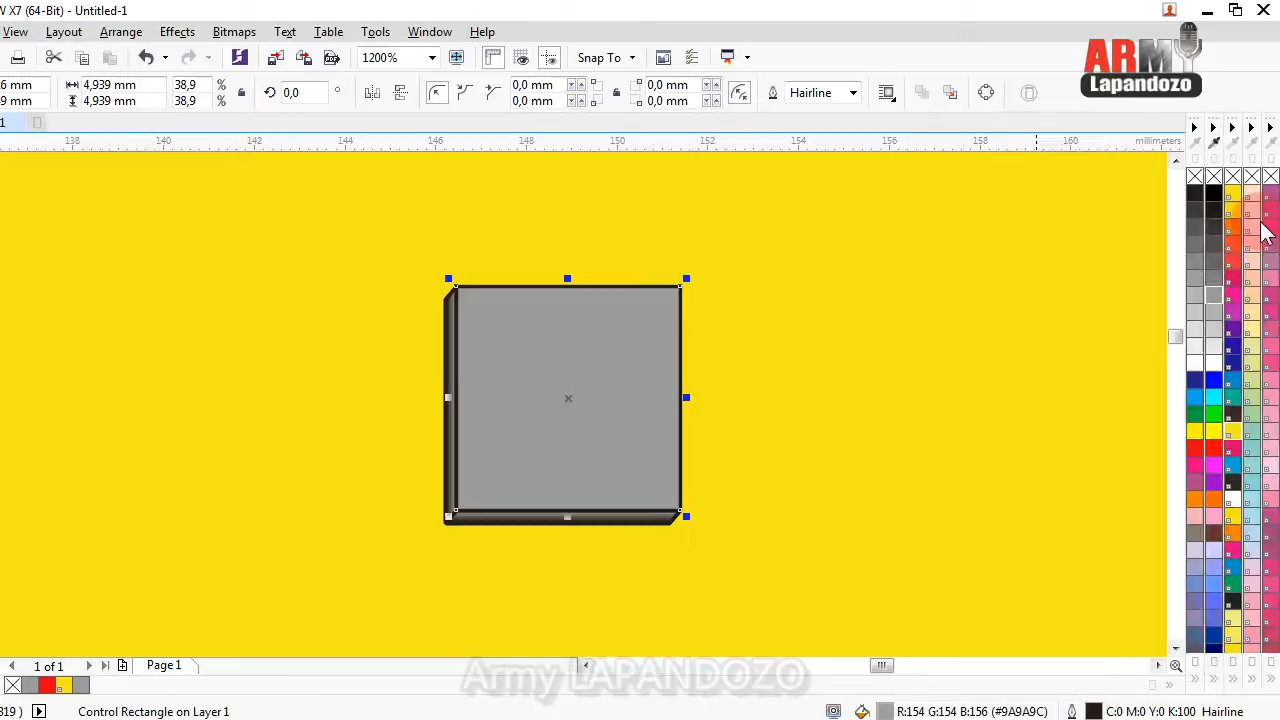 W X7 (64-Bit) - Untitled-1
View Layout Arrange Effects Bitmaps Text Table Tools Window Help
1200% Snap To
ARMY
Lapandozo
6 mm 4,939 mm 38,9 % 0,0 ° 0,0 mm 0,0 mm Hairline
9 mm 4,939 mm 38,9 % 0,0 mm 0,0 mm
1
138 140 142 144 146 148 150 152 154 156 158 160 millimeters
1 of 1 Page 1
Army LAPANDOZO
319 ) Control Rectangle on Layer 1 R:154 G:154 B:156 (#9A9A9C) C:0 M:0 Y:0 K:100 Hairline